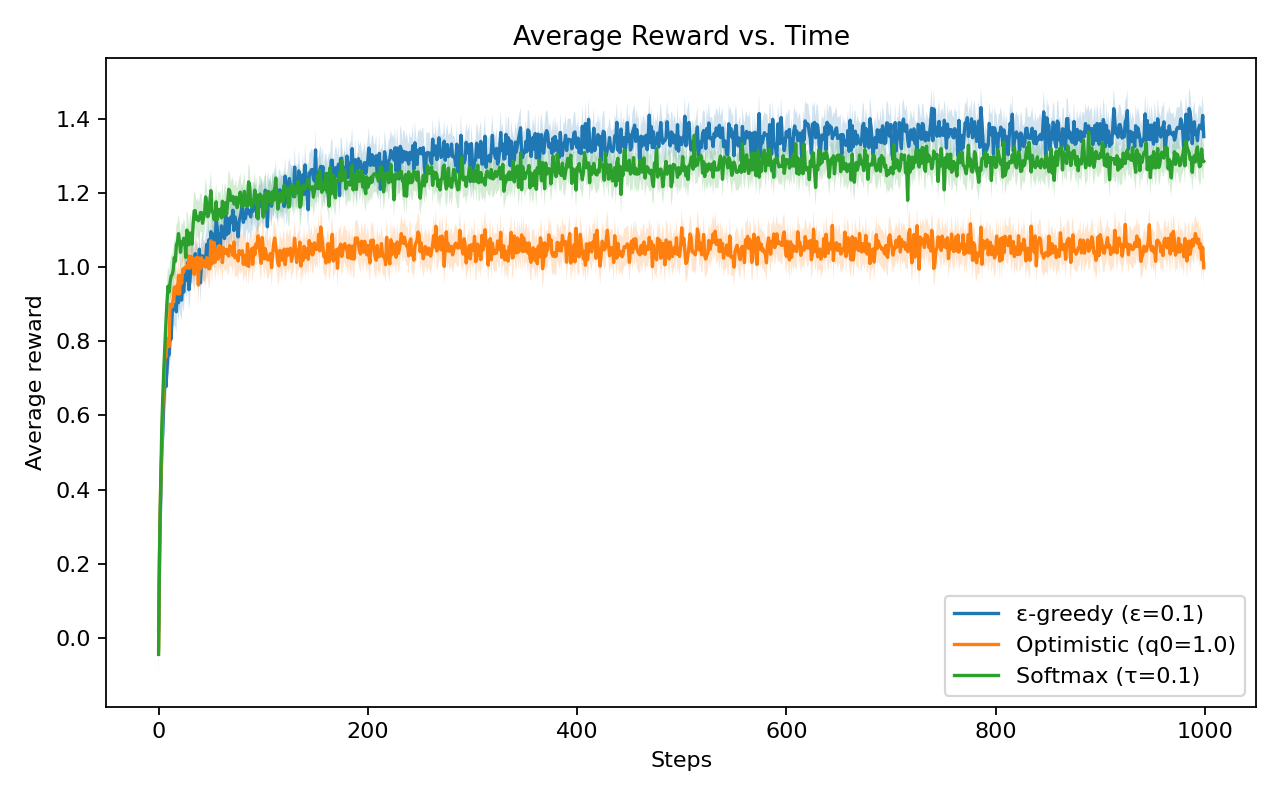 Average Reward vs. Time
Average reward
1.4
1.2
1.0
0.8
0.6
0.4
0.2
0.0
0 200 400 600 800 1000
Steps
ε-greedy (ε=0.1)
Optimistic (q0=1.0)
Softmax (τ=0.1)